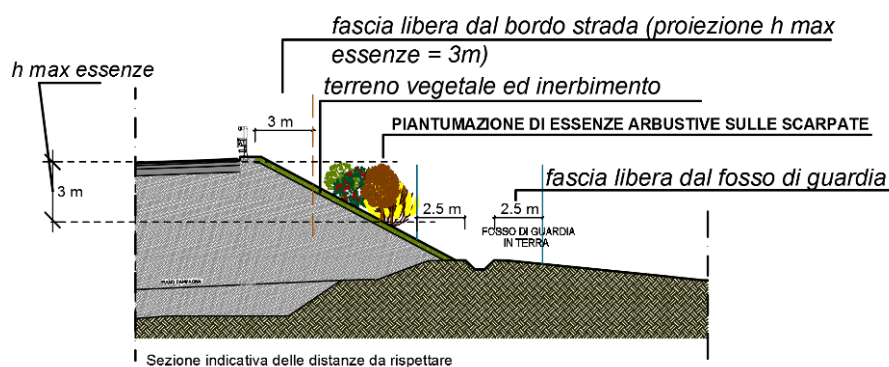 fascia libera dal bordo strada (proiezione h max
essenze = 3m)
h max essenze
terreno vegetale ed inerbimento
3 m
PIANTUMAZIONE DI ESSENZE ARBUSTIVE SULLE SCARPATE
3 m
fascia libera dal fosso di guardia
2.5 m
2.5 m
FOSSO DI GUARDIA
IN TERRA
PIANO CAMPAGNA
Sezione indicativa delle distanze da rispettare